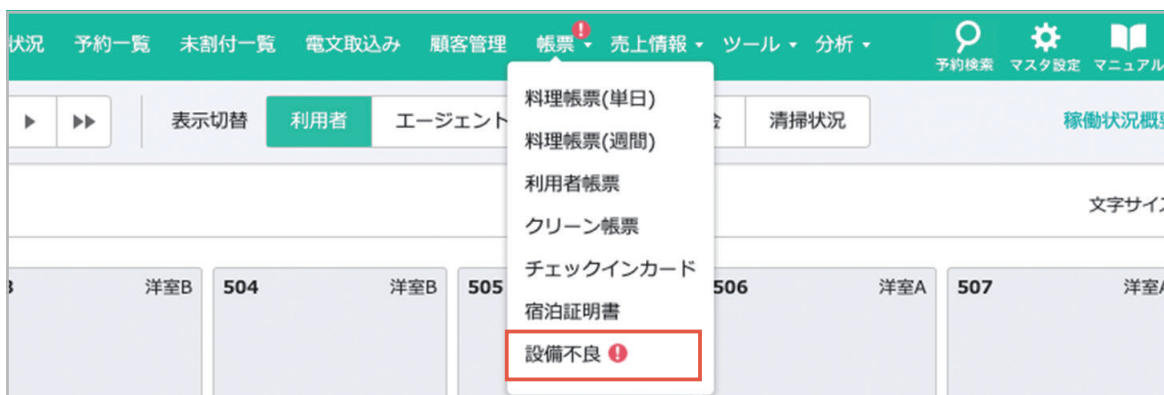 状況 予約一覧 未割付一覧 電文取込み 顧客管理 帳票 売上情報 ツール 分析 予約検索 マスタ設定 マニュアル
表示切替 利用者 エージェント 清掃状況 稼働状況概要
文字サイズ
洋室B 504 洋室B 505 506 洋室A 507 洋室A
料理帳票(単日)
料理帳票(週間)
利用者帳票
クリーン帳票
チェックインカード
宿泊証明書
設備不良